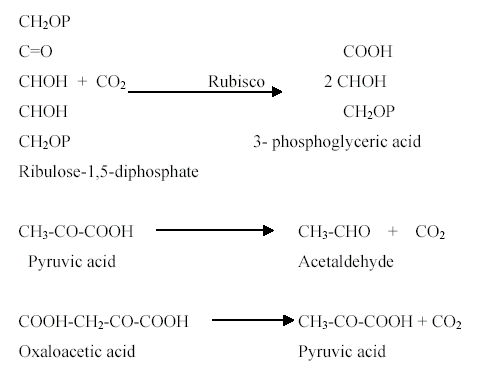 CH₂OP
C=O COOH
CHOH + CO₂ Rubisco 2 CHOH
CHOH CH₂OP
CH₂OP 3- phosphoglyceric acid
Ribulose-1,5-diphosphate
CH₃-CO-COOH CH₃-CHO + CO₂
Pyruvic acid Acetaldehyde
COOH-CH₂-CO-COOH CH₃-CO-COOH + CO₂
Oxaloacetic acid Pyruvic acid